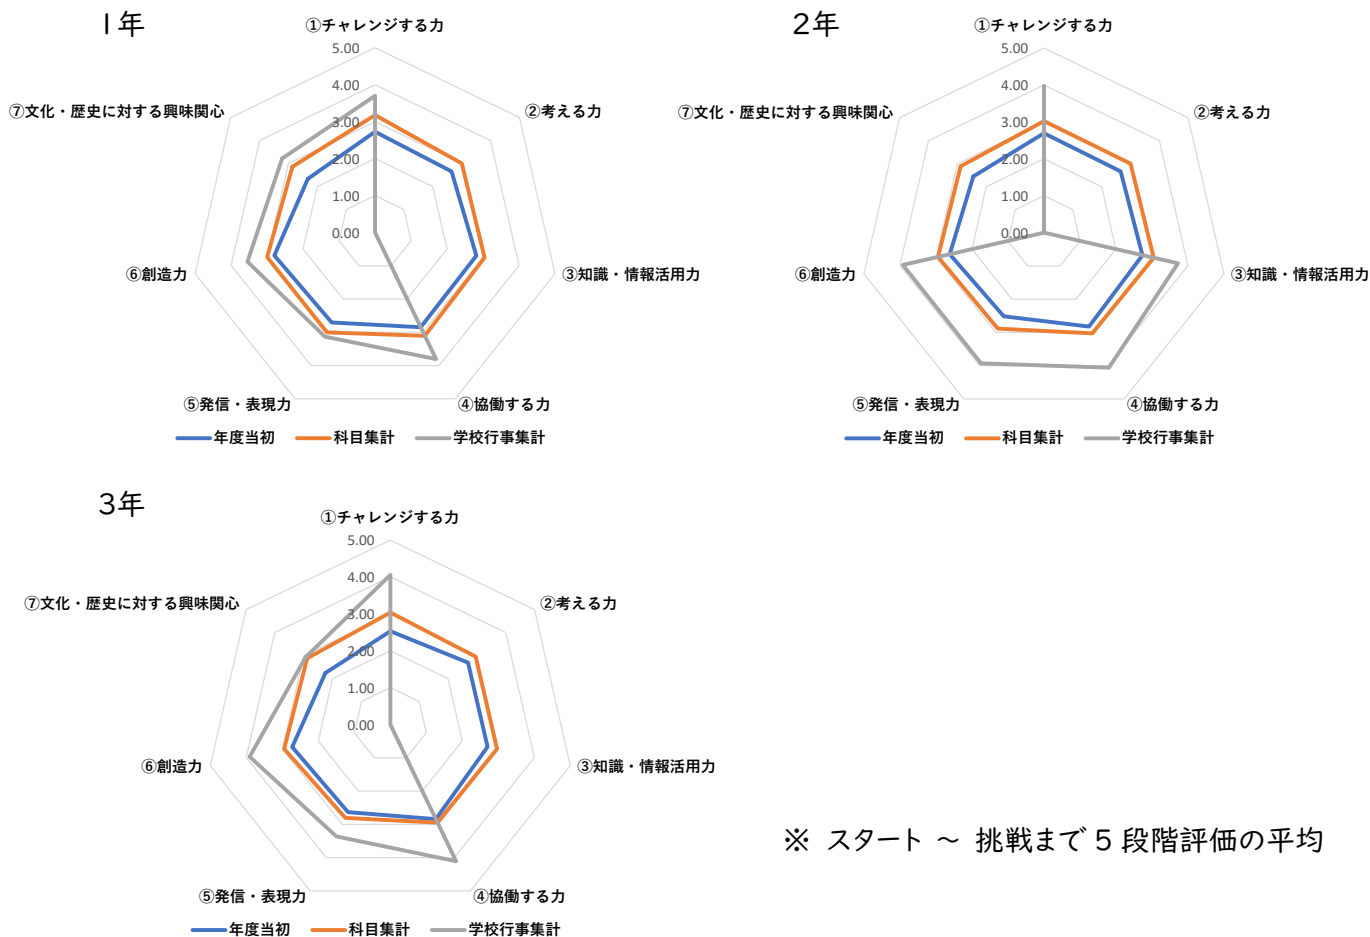 1年
①チャレンジする力
5.00
4.00
3.00
2.00
1.00
0.00
②考える力
③知識・情報活用力
④協働する力
⑤発信・表現力
⑥創造力
⑦文化・歴史に対する興味関心
年度当初 科目集計 学校行事集計
2年
①チャレンジする力
5.00
4.00
3.00
2.00
1.00
0.00
②考える力
③知識・情報活用力
④協働する力
⑤発信・表現力
⑥創造力
⑦文化・歴史に対する興味関心
年度当初 科目集計 学校行事集計
3年
①チャレンジする力
5.00
4.00
3.00
2.00
1.00
0.00
②考える力
③知識・情報活用力
④協働する力
⑤発信・表現力
⑥創造力
⑦文化・歴史に対する興味関心
年度当初 科目集計 学校行事集計
※ スタート ～ 挑戦まで5段階評価の平均